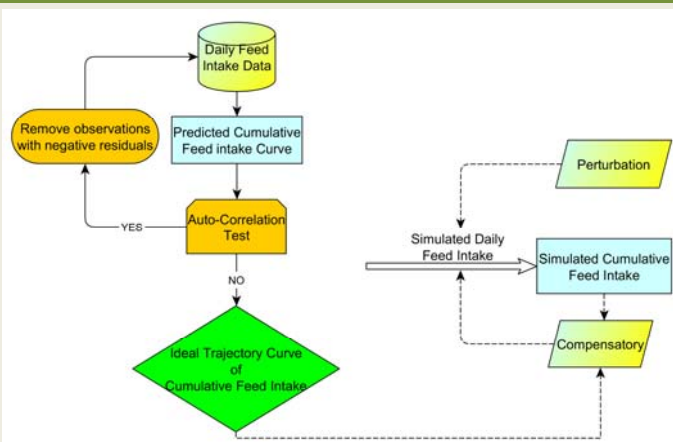 Daily Feed
Intake Data
Remove observations
with negative residuals
Predicted Cumulative
Feed intake Curve
Auto-Correlation
Test
YES
NO
Ideal Trajectory Curve
of
Cumulative Feed Intake
Perturbation
Simulated Daily
Feed Intake
Simulated Cumulative
Feed Intake
Compensatory